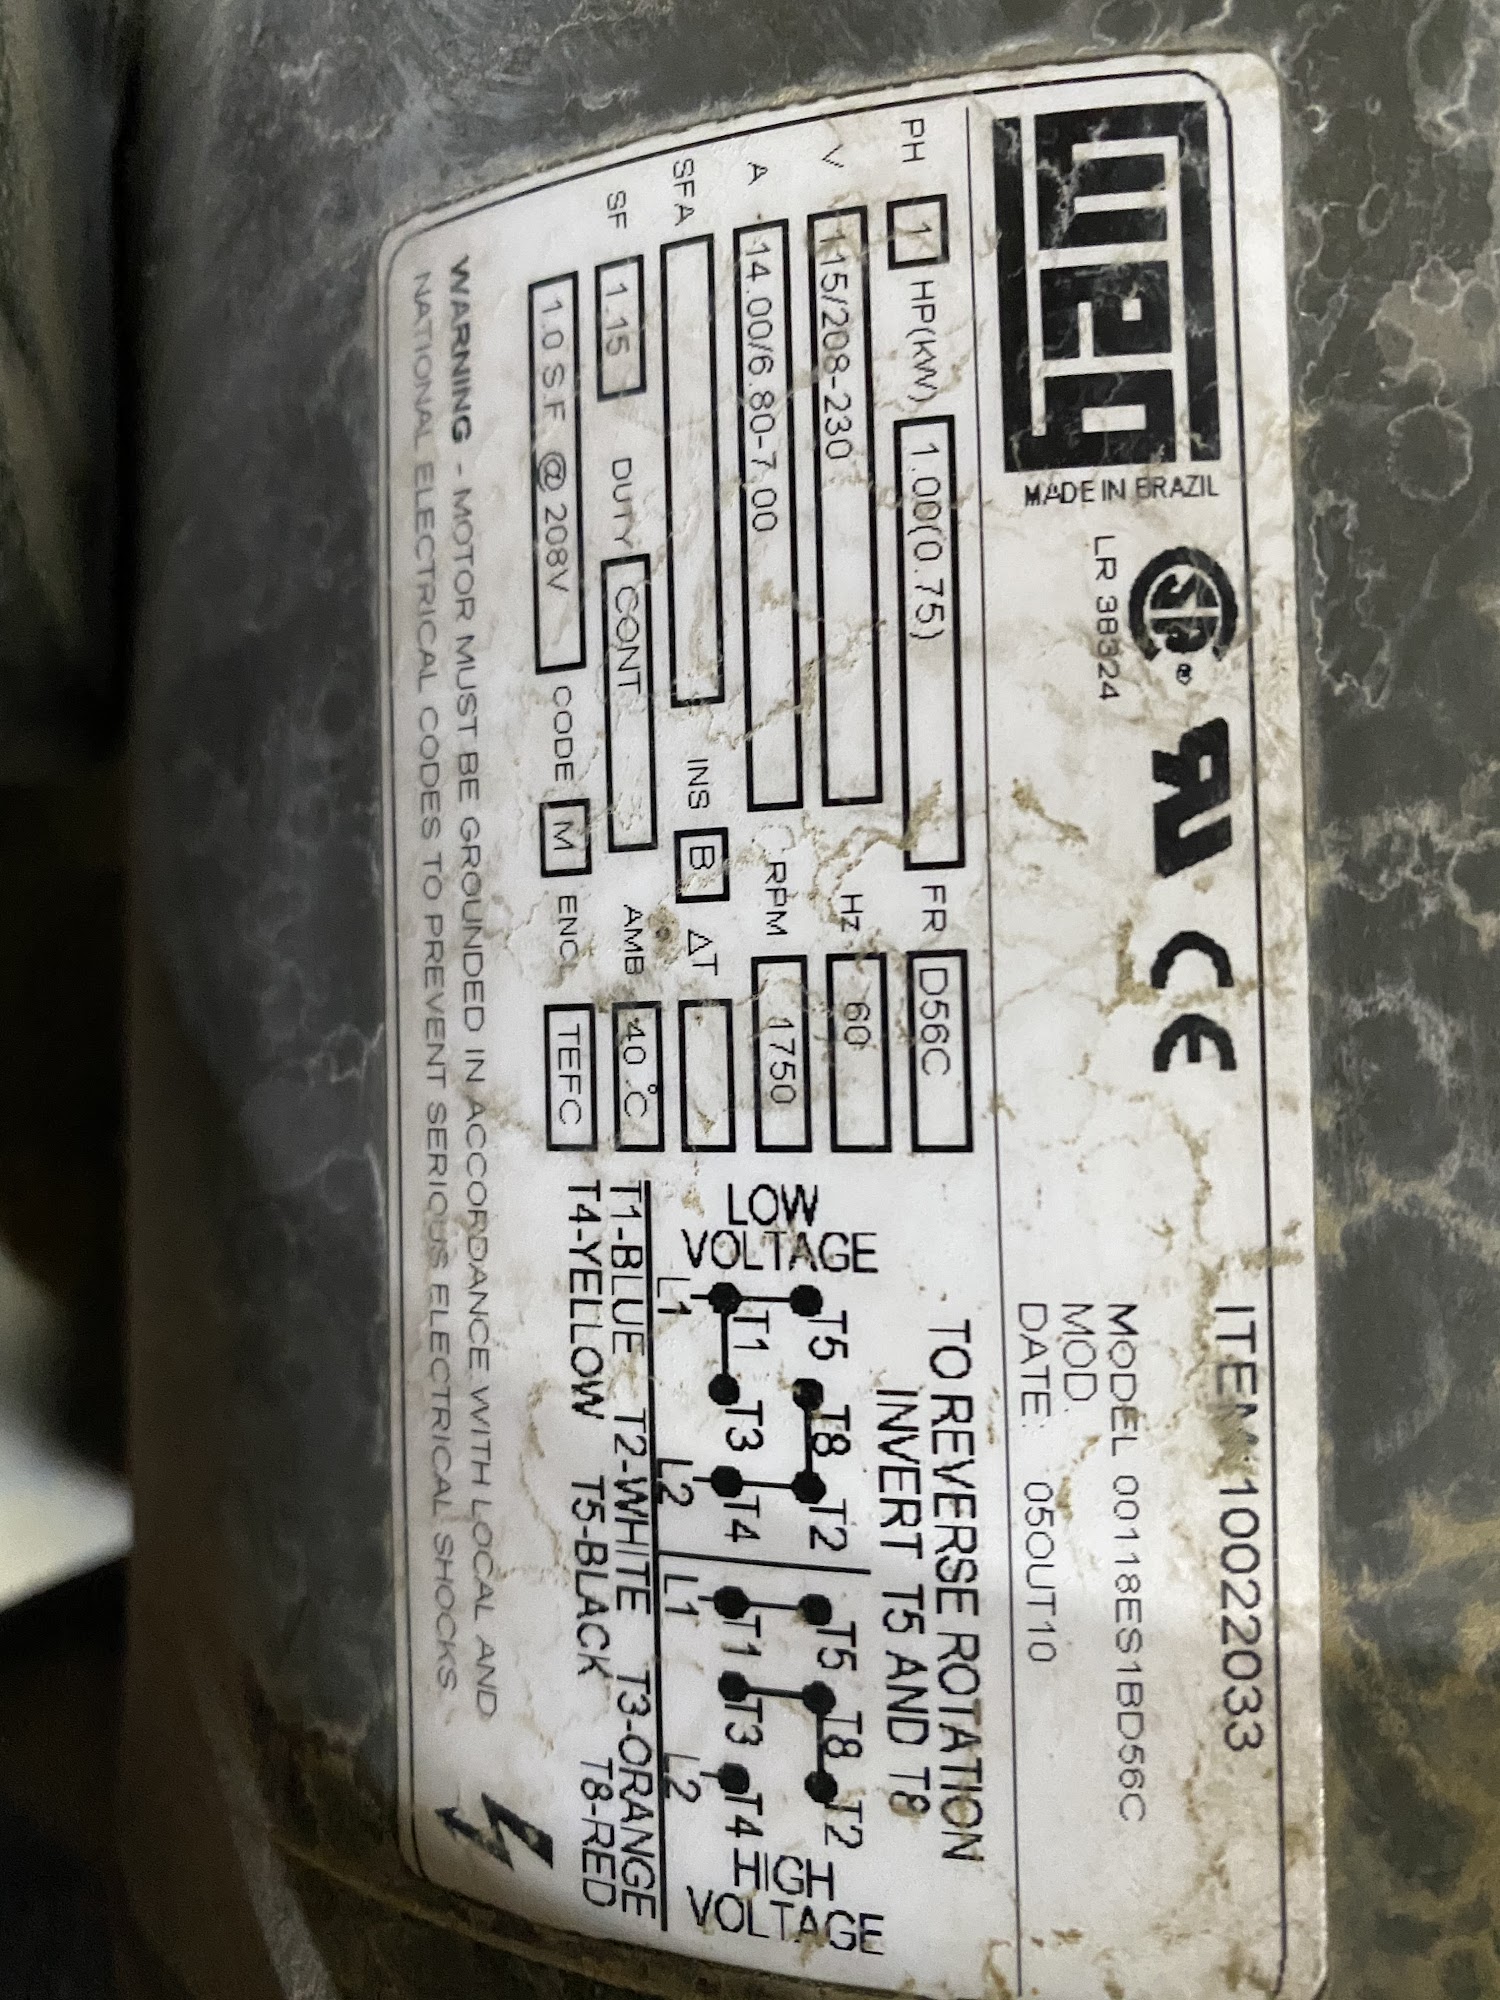 WEG
MADE IN BRAZIL
LR 38324
ITEM:10022033
MODEL 00118ES1BD56C
MOD.
DATE: 05OUT10
PH 1 HP(kW) 1.00(0.75) FR D56C
V 115/208-230 Hz 60
A 14.00/6.80-7.00 RPM 1750
SFA INS B ΔT
SF 1.15 DUTY CONT AMB 40 °C
1.0 S.F. @ 208V CODE M ENCL TEFC
TO REVERSE ROTATION
INVERT T5 AND T8
LOW
VOLTAGE
T5 T8 T2
T1 T3 T4
L1 L2
T5 T8 T2
T1 T3 T4
L1 L2
HIGH
VOLTAGE
T1-BLUE T2-WHITE T3-ORANGE
T4-YELLOW T5-BLACK T8-RED
WARNING - MOTOR MUST BE GROUNDED IN ACCORDANCE WITH LOCAL AND
NATIONAL ELECTRICAL CODES TO PREVENT SERIOUS ELECTRICAL SHOCKS.